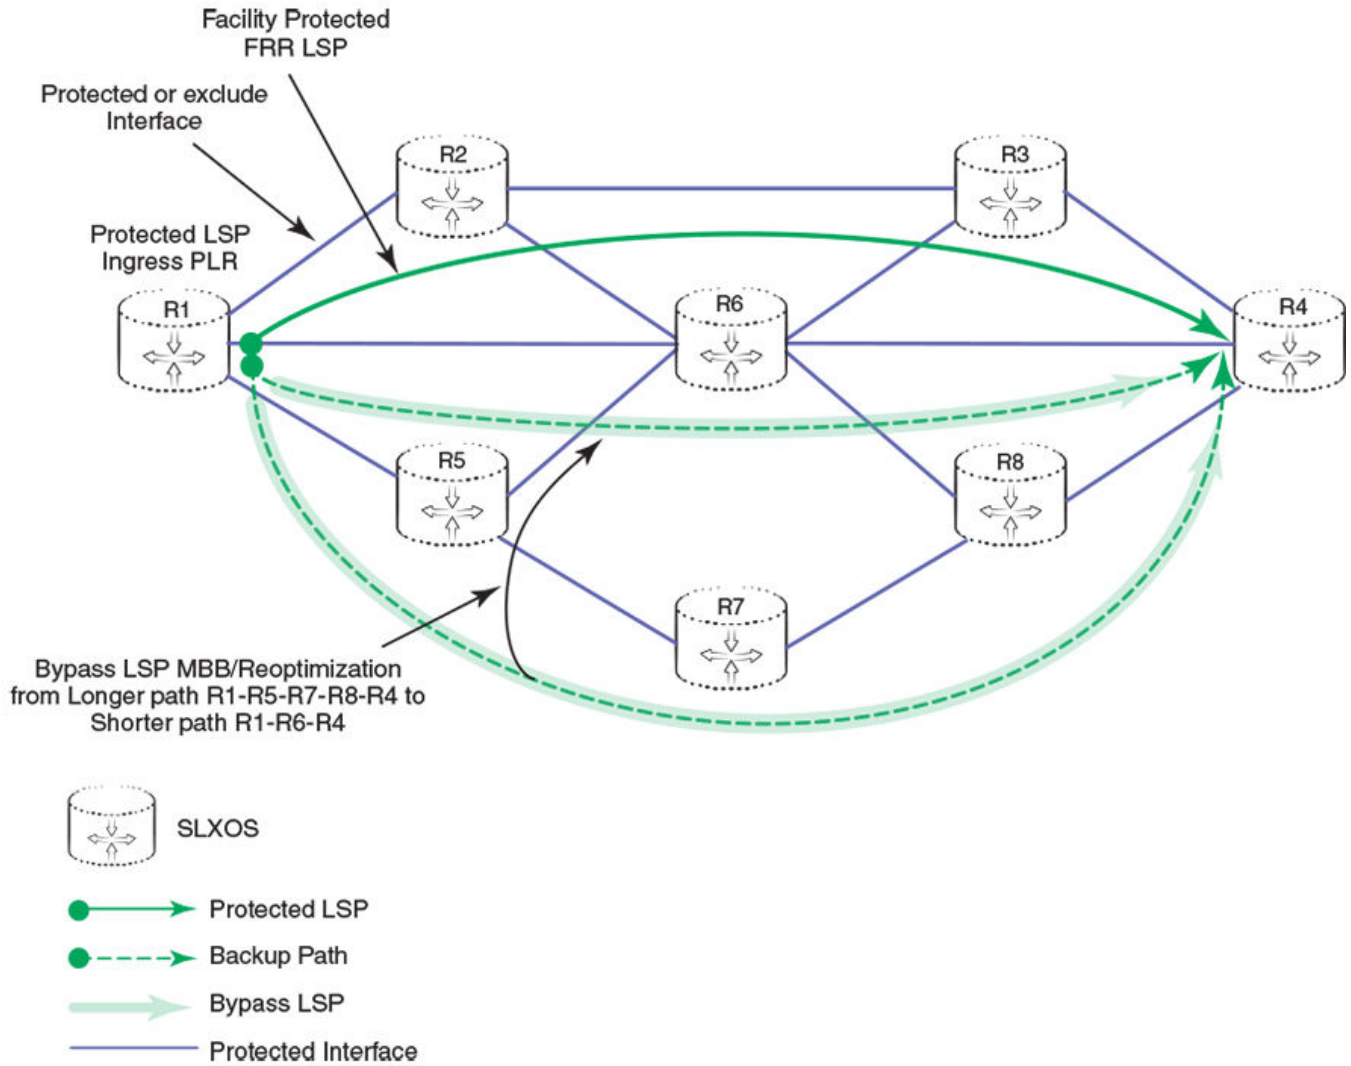 Facility Protected
FRR LSP
Protected or exclude
Interface
R2
R3
Protected LSP
Ingress PLR
R1
R6
R4
R5
R8
R7
Bypass LSP MBB/Reoptimization
from Longer path R1-R5-R7-R8-R4 to
Shorter path R1-R6-R4
SLXOS
Protected LSP
Backup Path
Bypass LSP
Protected Interface